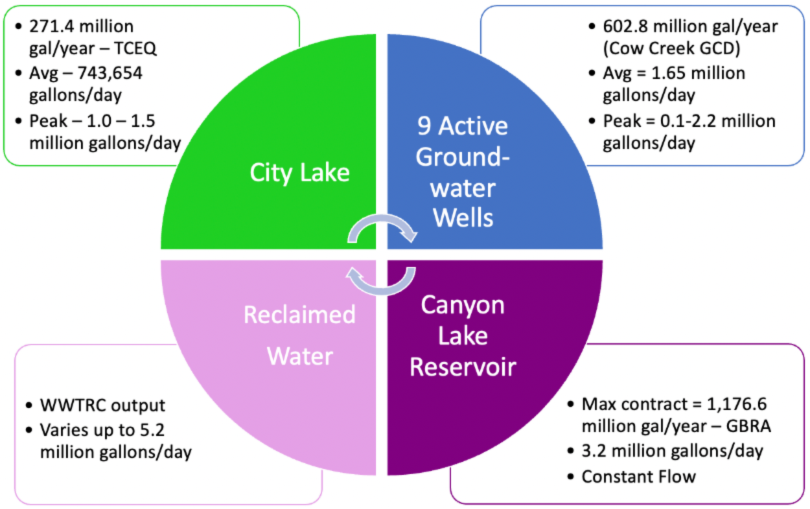 • 271.4 million
gal/year – TCEQ
• Avg – 743,654
gallons/day
• Peak – 1.0 – 1.5
million gallons/day
• 602.8 million gal/year
(Cow Creek GCD)
• Avg = 1.65 million
gallons/day
• Peak = 0.1-2.2 million
gallons/day
City Lake
9 Active
Ground-
water
Wells
Reclaimed
Water
Canyon
Lake
Reservoir
• WWTRC output
• Varies up to 5.2
million gallons/day
• Max contract = 1,176.6
million gal/year – GBRA
• 3.2 million gallons/day
• Constant Flow